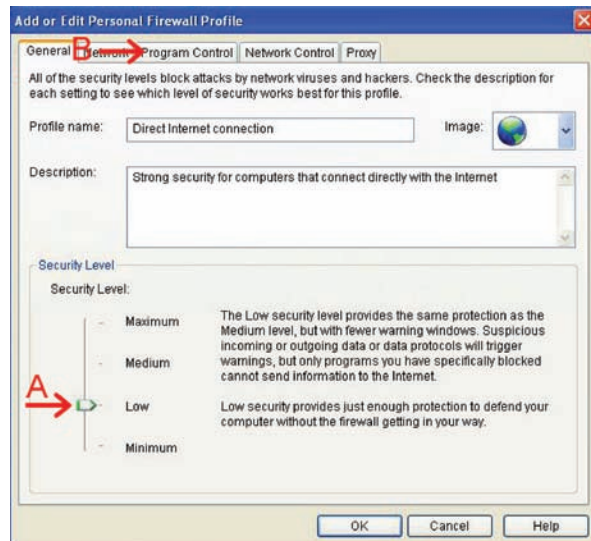 Add or Edit Personal Firewall Profile
B
General Network Program Control Network Control Proxy
All of the security levels block attacks by network viruses and hackers. Check the description for
each setting to see which level of security works best for this profile.
Profile name: Direct Internet connection Image:
Description: Strong security for computers that connect directly with the Internet
Security Level
Security Level:
Maximum
Medium
Low
Minimum
The Low security level provides the same protection as the
Medium level, but with fewer warning windows. Suspicious
incoming or outgoing data or data protocols will trigger
warnings, but only programs you have specifically blocked
cannot send information to the Internet.
Low security provides just enough protection to defend your
computer without the firewall getting in your way.
A
OK Cancel Help